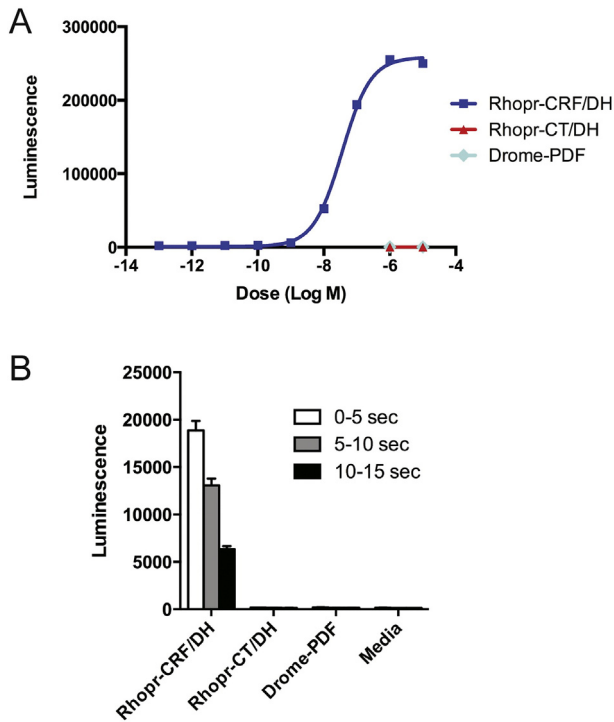 A
300000
200000
100000
0
Luminescence
-14
-12
-10
-8
-6
-4
Dose (Log M)
Rhopr-CRF/DH
Rhopr-CT/DH
Drome-PDF
B
25000
20000
15000
10000
5000
0
Luminescence
0-5 sec
5-10 sec
10-15 sec
Rhopr-CRF/DH
Rhopr-CT/DH
Drome-PDF
Media